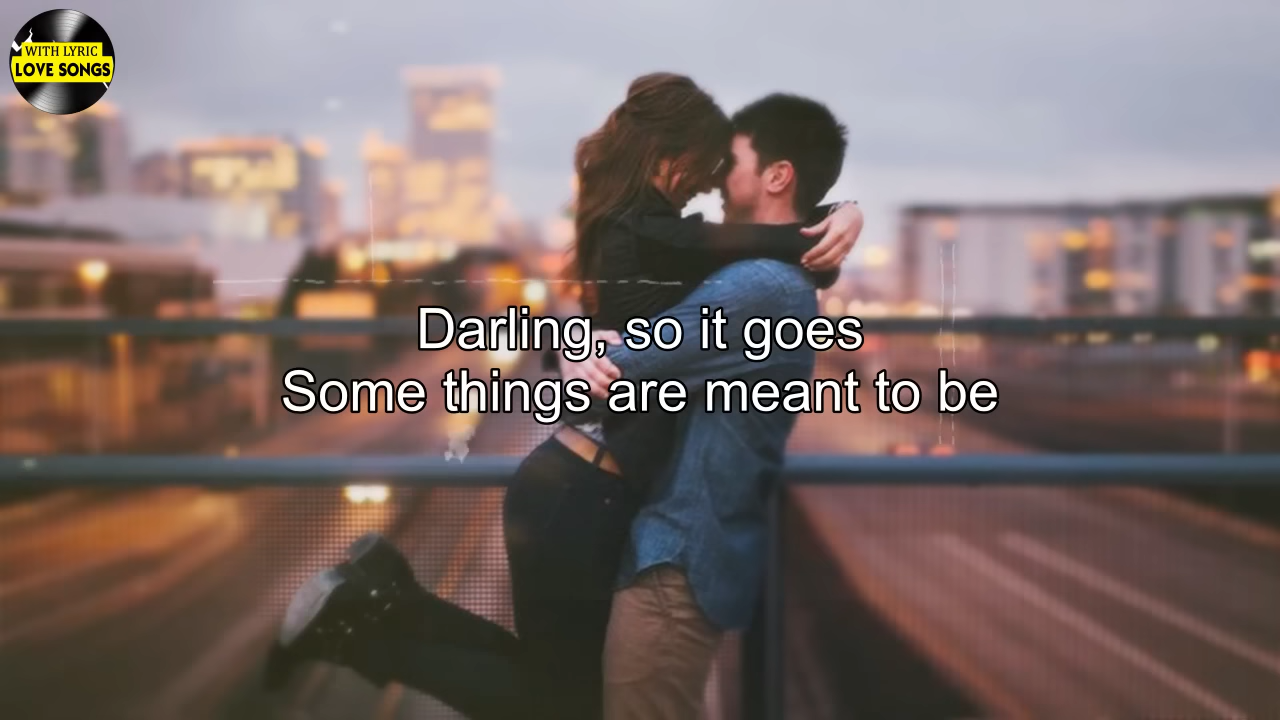 WITH LYRIC
LOVE SONGS
Darling, so it goes
Some things are meant to be